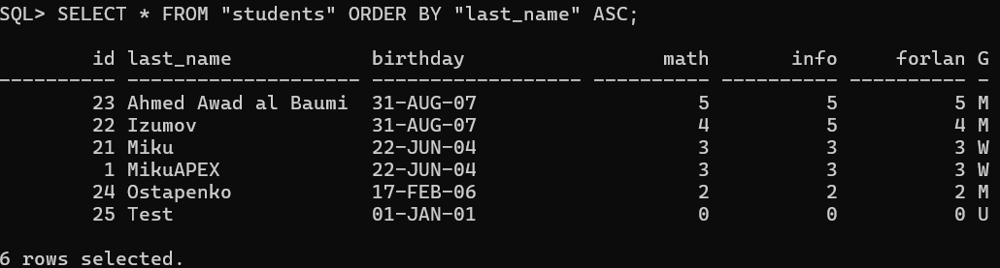 SQL> SELECT * FROM "students" ORDER BY "last_name" ASC;
id last_name birthday math info forlan G
---------- -------------------- ------------------ ---------- ---------- ---------- -
23 Ahmed Awad al Baumi 31-AUG-07 5 5 5 M
22 Izumov 31-AUG-07 4 5 4 M
21 Miku 22-JUN-04 3 3 3 W
1 MikuAPEX 22-JUN-04 3 3 3 W
24 Ostapenko 17-FEB-06 2 2 2 M
25 Test 01-JAN-01 0 0 0 U
6 rows selected.